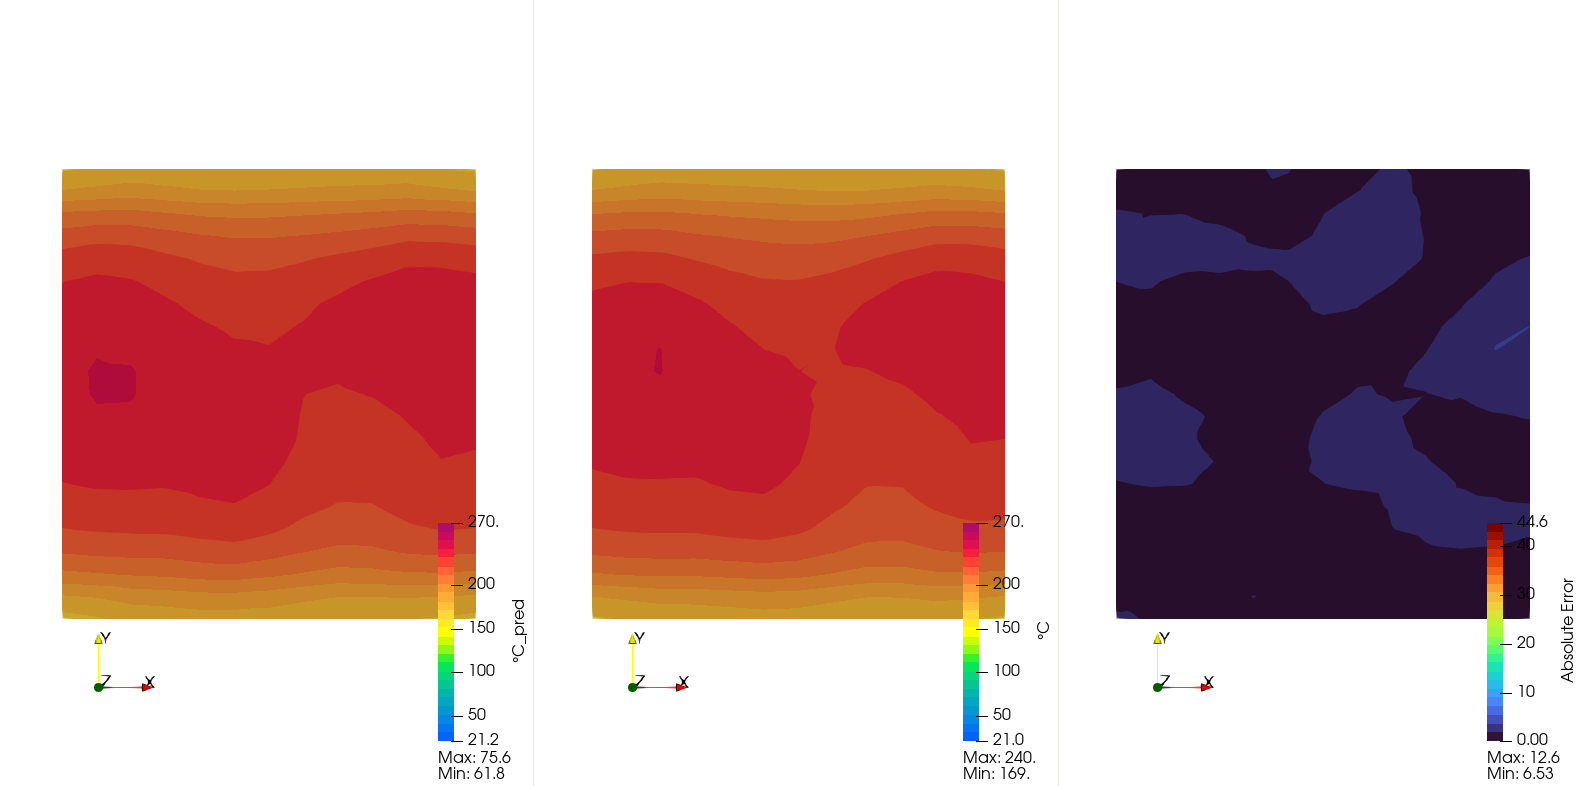 270.
200
150
100
50
21.2
°C_pred
Max: 75.6
Min: 61.8
Y
Z
X
270.
200
150
100
50
21.0
°C
Max: 240.
Min: 169.
Y
Z
X
44.6
40
30
20
10
0.00
Absolute Error
Max: 12.6
Min: 6.53
Y
Z
X